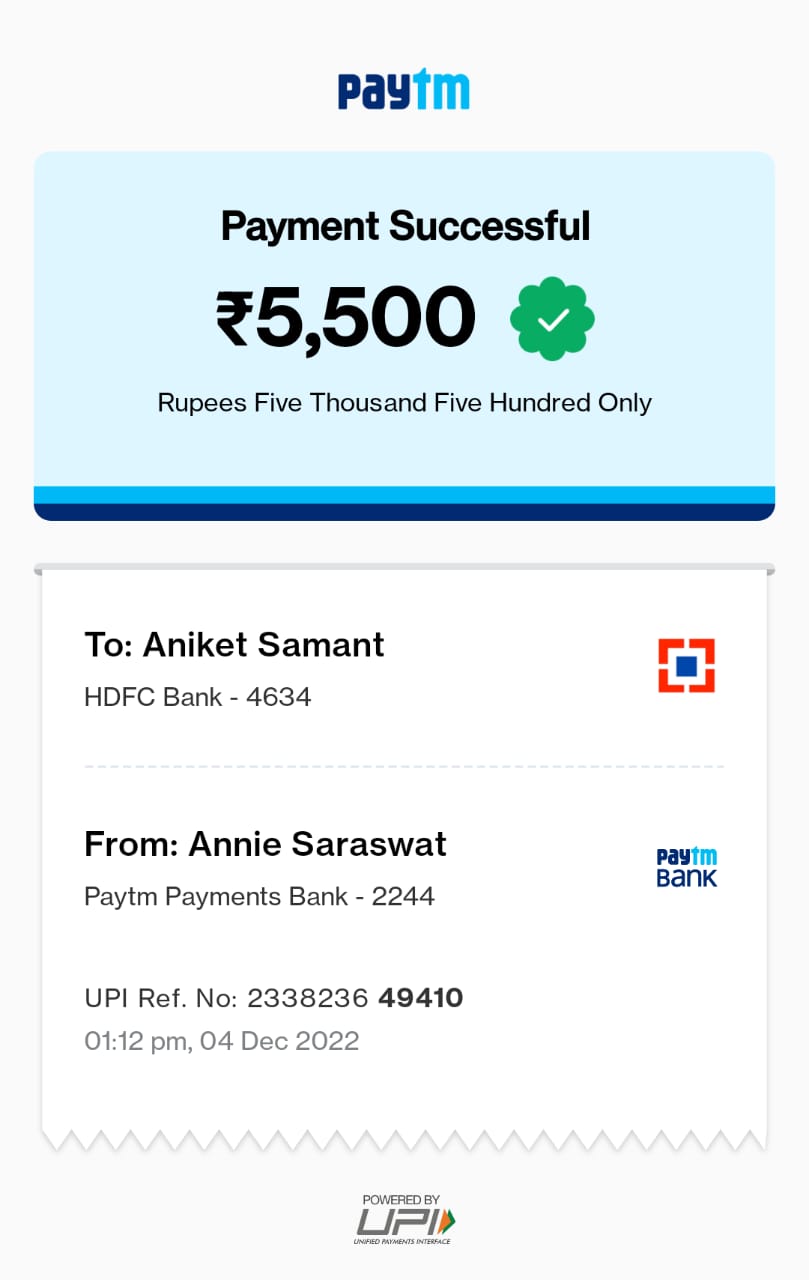 paytm
Payment Successful
₹5,500
Rupees Five Thousand Five Hundred Only
To: Aniket Samant
HDFC Bank - 4634
From: Annie Saraswat
paytm
BANK
Paytm Payments Bank - 2244
UPI Ref. No: 2338236 49410
01:12 pm, 04 Dec 2022
POWERED BY
UPI
UNIFIED PAYMENTS INTERFACE